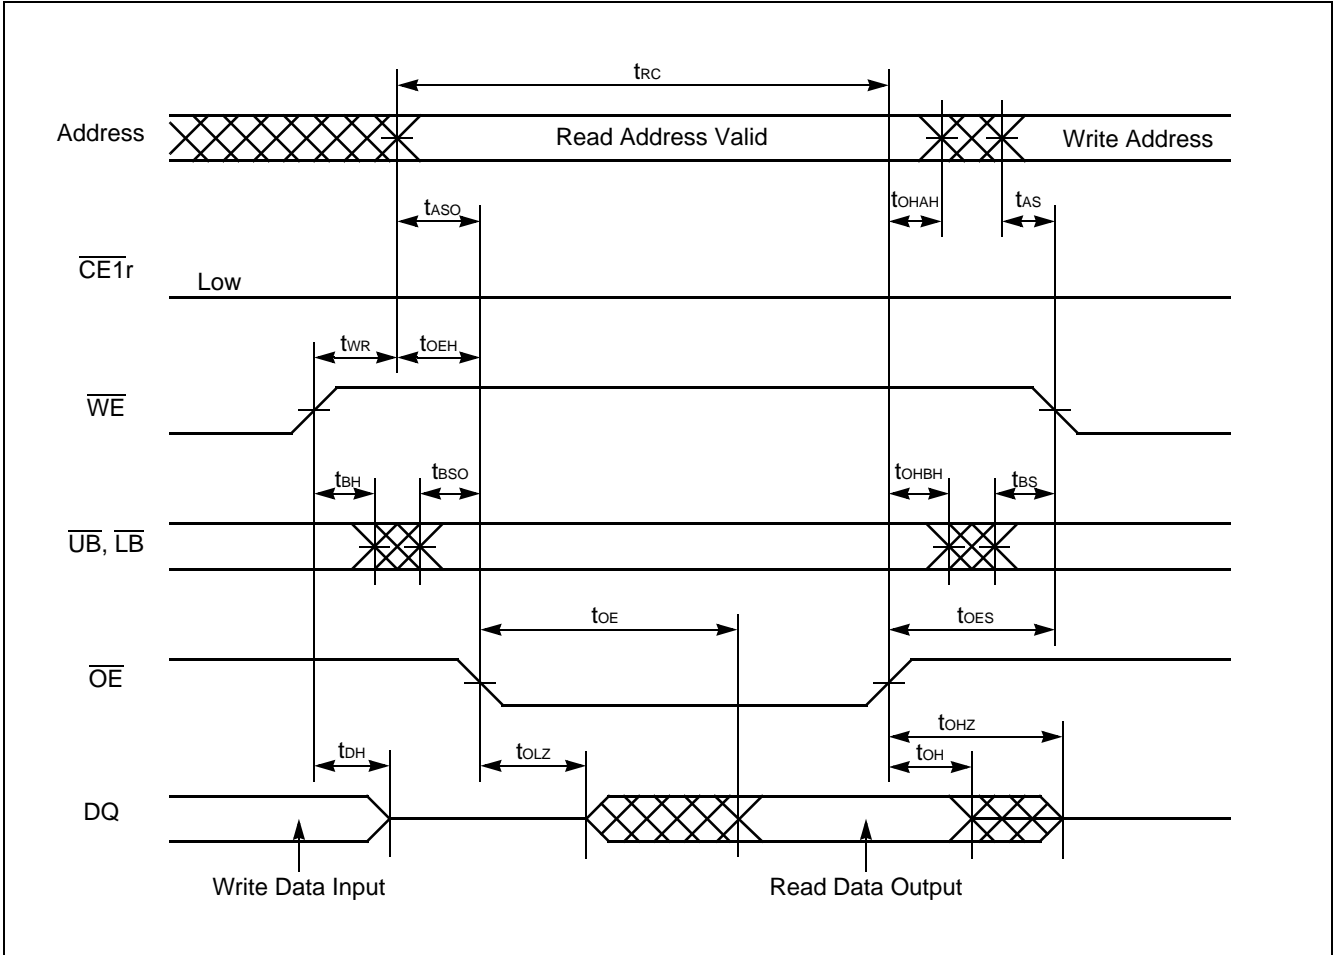 tRC
Address
Read Address Valid
Write Address
tASO
tOHAH
tAS
CE1r
Low
tWR
tOEH
WE
tBH
tBSO
tOHBH
tBS
UB, LB
tOE
tOES
OE
tOHZ
tDH
tOLZ
tOH
DQ
Write Data Input
Read Data Output